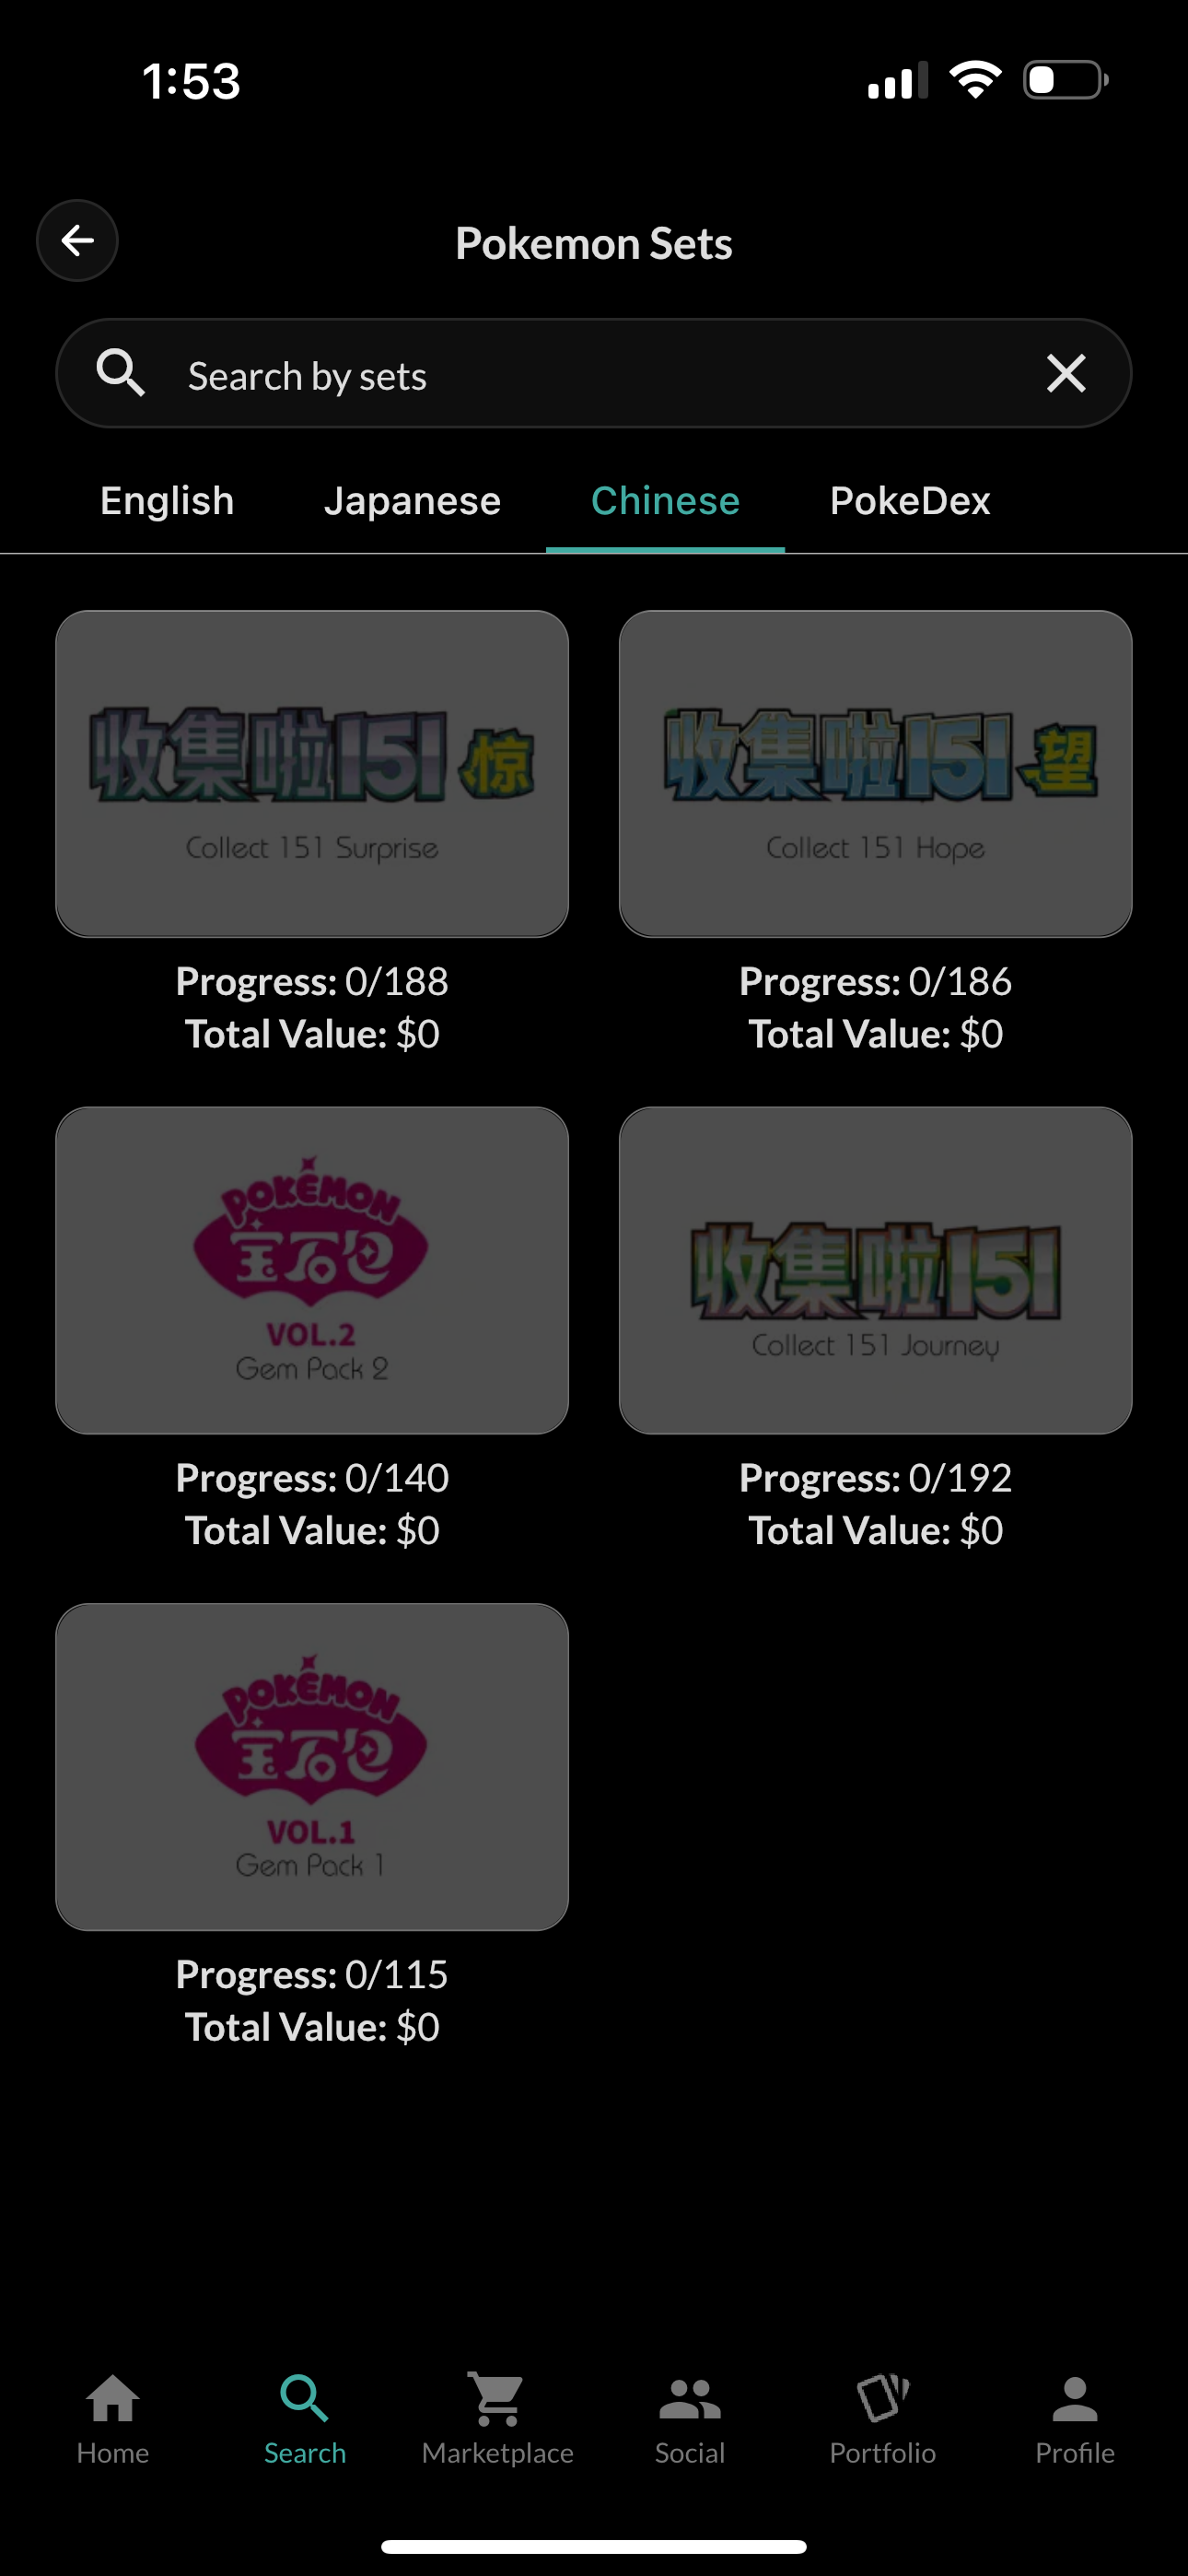 1:53
Pokemon Sets
Search by sets
English Japanese Chinese PokeDex
收集啦151 惊
Collect 151 Surprise
Progress: 0/188
Total Value: $0
收集啦151 望
Collect 151 Hope
Progress: 0/186
Total Value: $0
POKÉMON
宝石包
VOL.2
Gem Pack 2
Progress: 0/140
Total Value: $0
收集啦151
Collect 151 Journey
Progress: 0/192
Total Value: $0
POKÉMON
宝石包
VOL.1
Gem Pack 1
Progress: 0/115
Total Value: $0
Home Search Marketplace Social Portfolio Profile